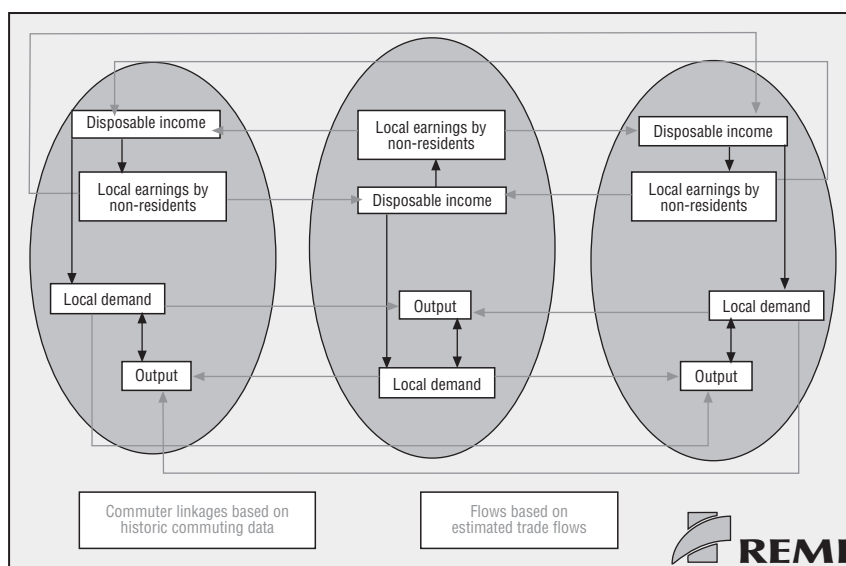 Disposable income
Local earnings by
non-residents
Local demand
Output
Local earnings by
non-residents
Disposable income
Output
Local demand
Disposable income
Local earnings by
non-residents
Local demand
Output
Commuter linkages based on
historic commuting data
Flows based on
estimated trade flows
REMI